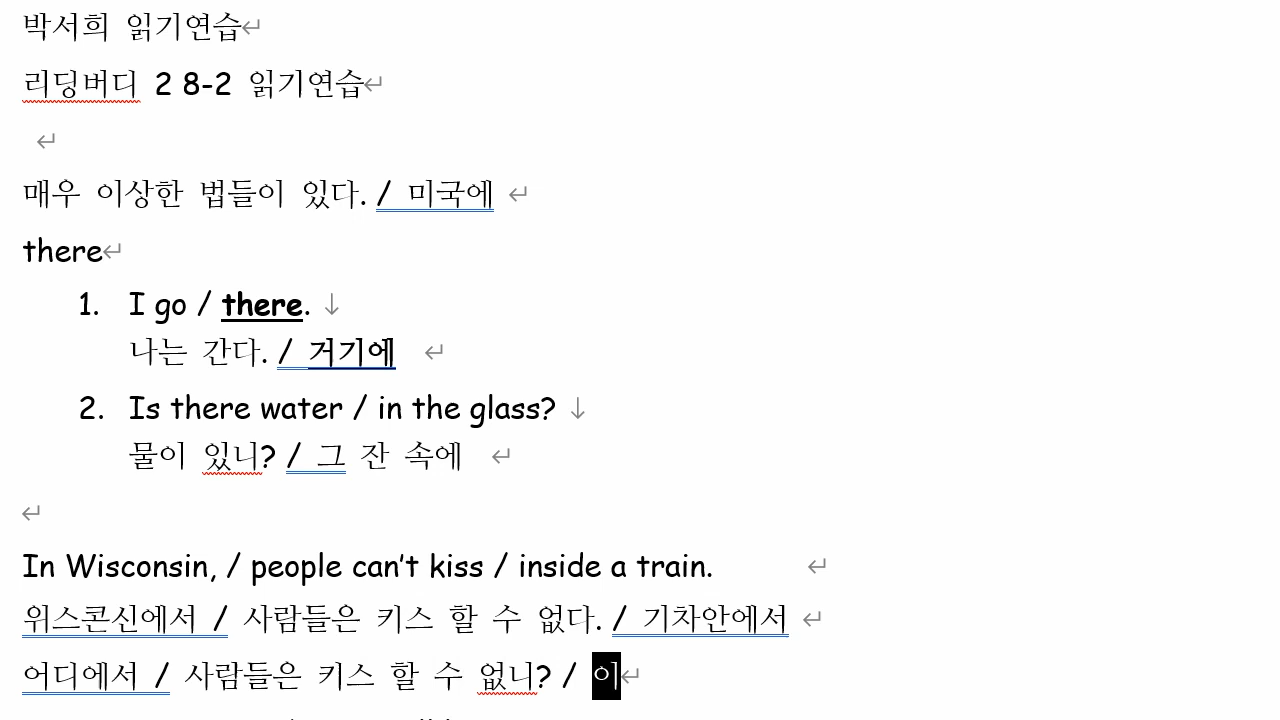 박서희 읽기연습
리딩버디 2 8-2 읽기연습
매우 이상한 법들이 있다. / 미국에
there
1. I go / there.
나는 간다. / 거기에
2. Is there water / in the glass?
물이 있니? / 그 잔 속에
In Wisconsin, / people can't kiss / inside a train.
위스콘신에서 / 사람들은 키스 할 수 없다. / 기차안에서
어디에서 / 사람들은 키스 할 수 없니? / 이